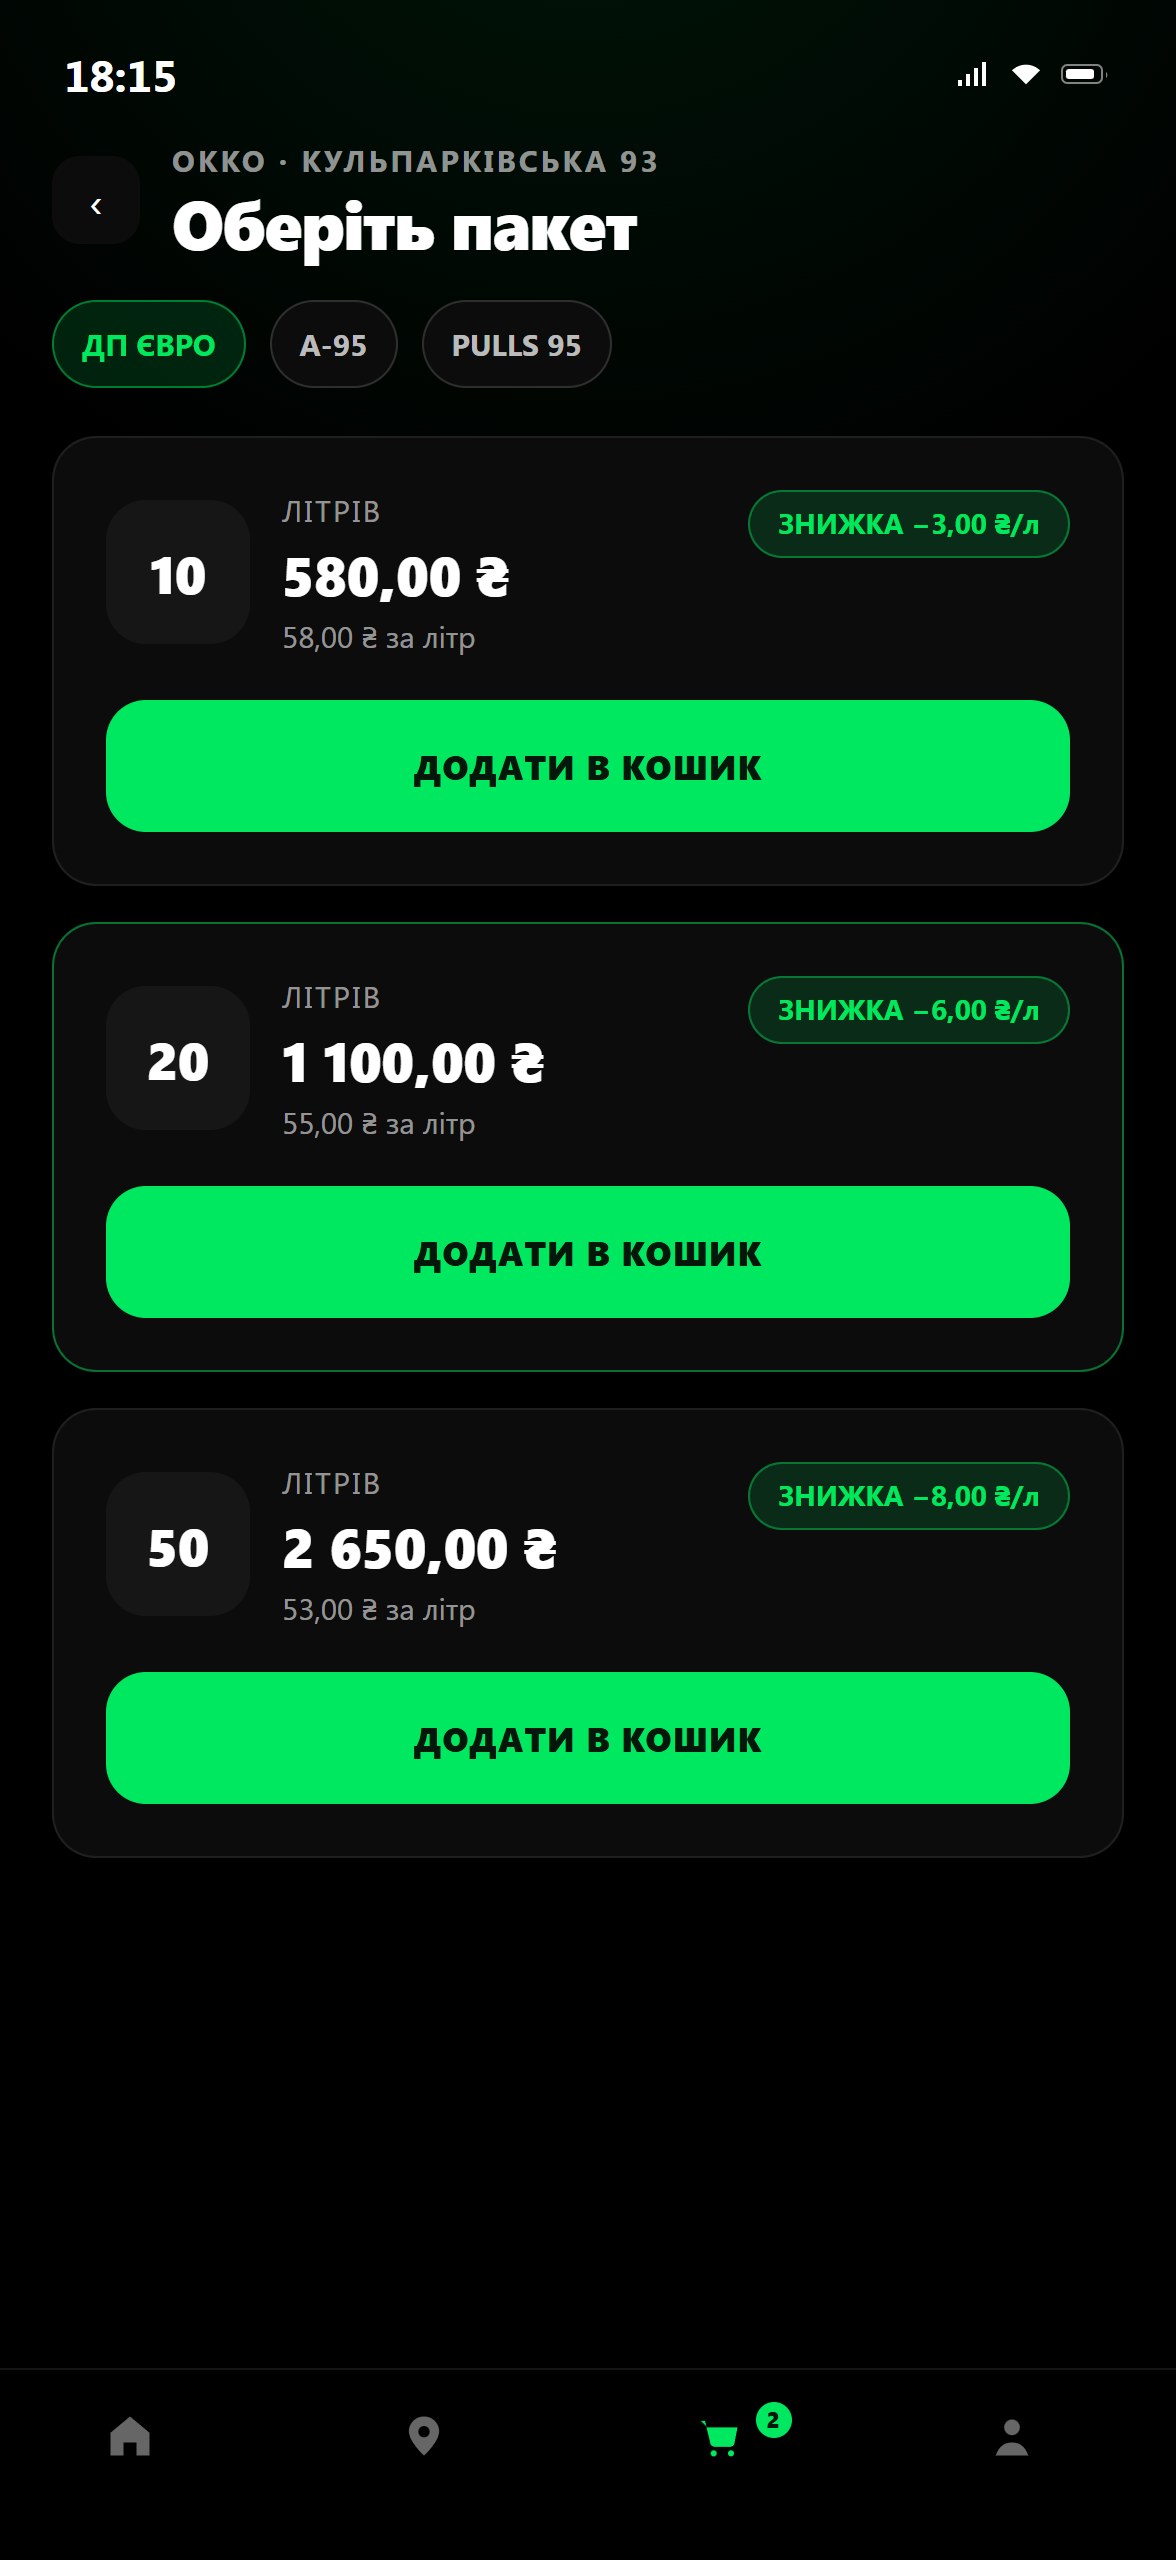 18:15
ОККО · КУЛЬПАРКІВСЬКА 93
‹
Оберіть пакет
ДП ЄВРО
А-95
PULLS 95
ЛІТРІВ
ЗНИЖКА −3,00 ₴/л
10
580,00 ₴
58,00 ₴ за літр
ДОДАТИ В КОШИК
ЛІТРІВ
ЗНИЖКА −6,00 ₴/л
20
1 100,00 ₴
55,00 ₴ за літр
ДОДАТИ В КОШИК
ЛІТРІВ
ЗНИЖКА −8,00 ₴/л
50
2 650,00 ₴
53,00 ₴ за літр
ДОДАТИ В КОШИК
2